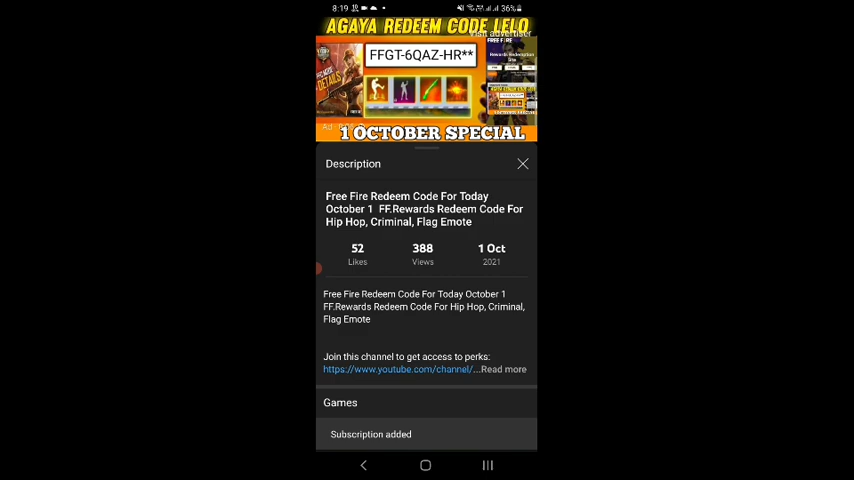 8:19
36%
AGAYA REDEEM CODE LELO
Visit advertiser
FREE FIRE
FFGT-6QAZ-HR**
Rewards Redemption
Site
DETAILS
Ad
1 OCTOBER SPECIAL
Description
Free Fire Redeem Code For Today
October 1 FF.Rewards Redeem Code For
Hip Hop, Criminal, Flag Emote
52
388
1 Oct
Likes
Views
2021
Free Fire Redeem Code For Today October 1
FF.Rewards Redeem Code For Hip Hop, Criminal,
Flag Emote
Join this channel to get access to perks:
https://www.youtube.com/channel/...Read more
Games
Subscription added